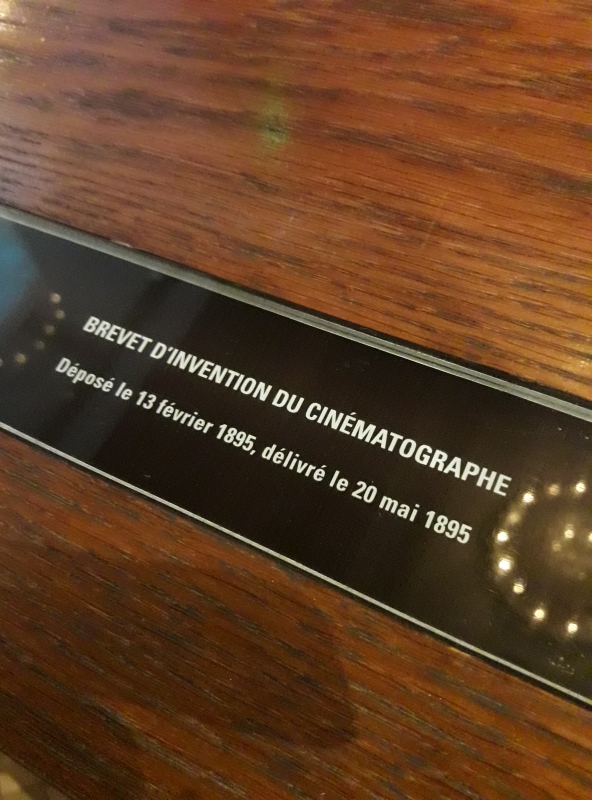 BREVET D'INVENTION DU CINÉMATOGRAPHE
Déposé le 13 février 1895, délivré le 20 mai 1895